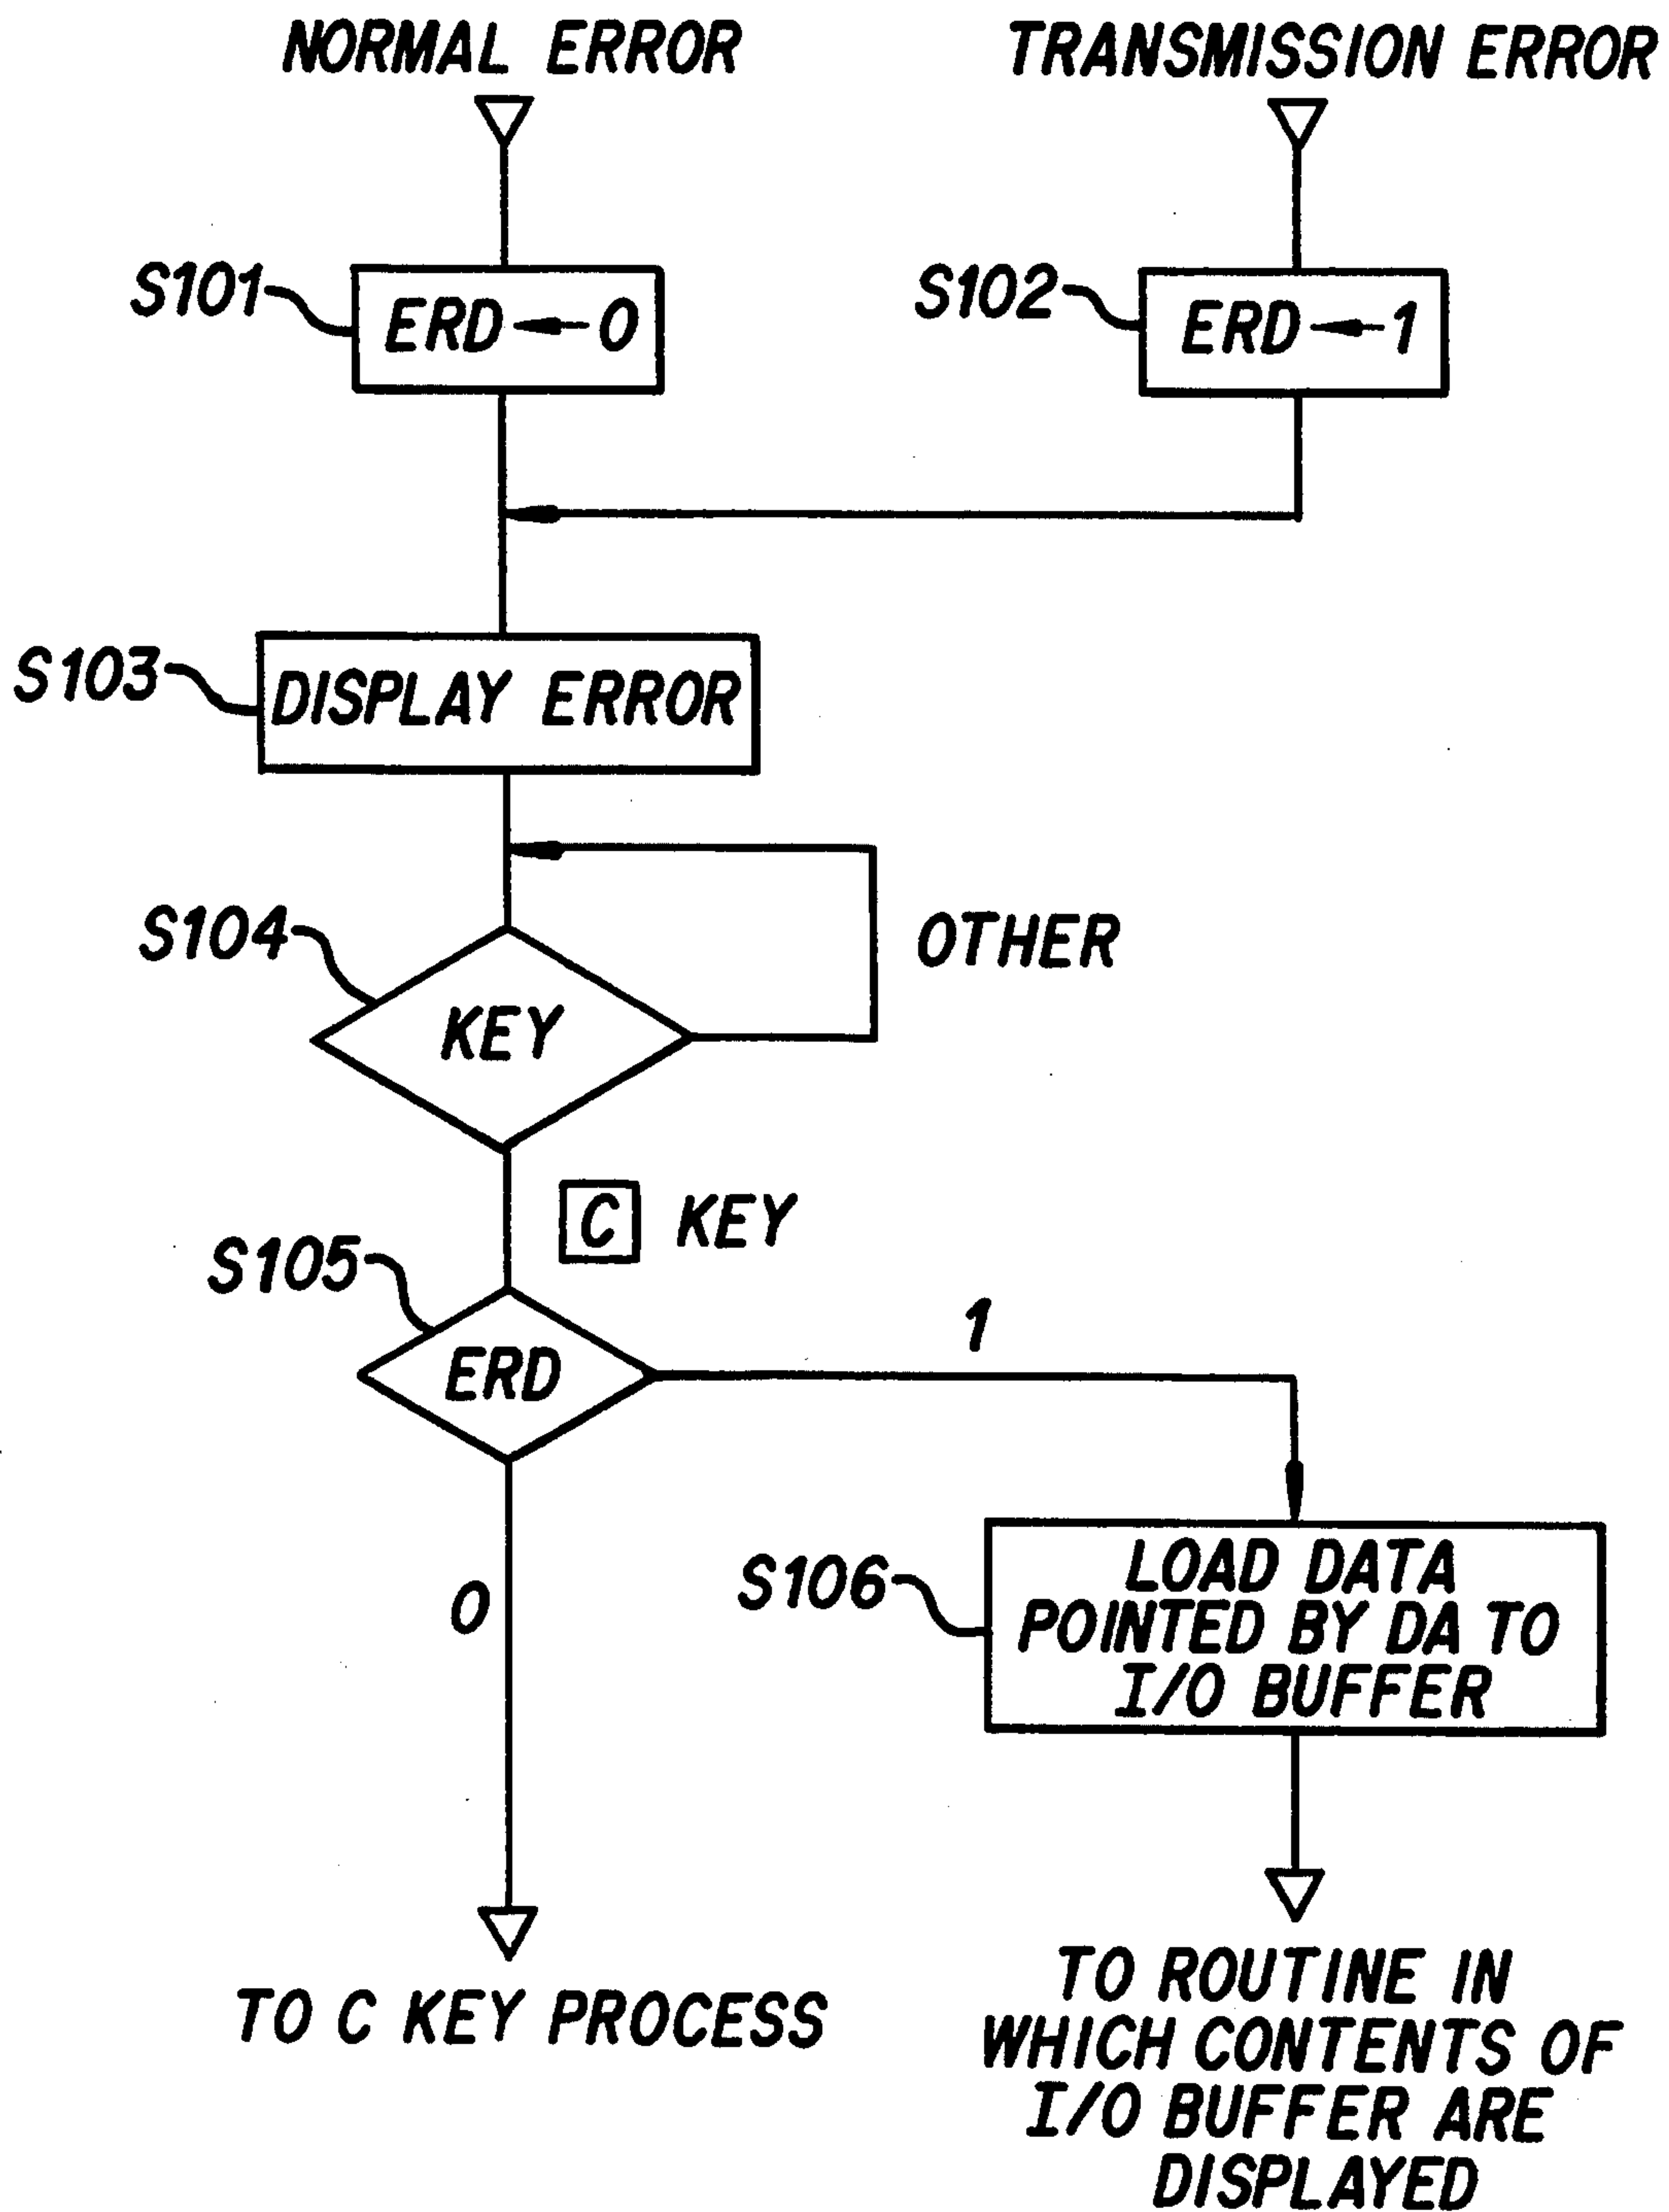 NORMAL ERROR
TRANSMISSION ERROR
S101
ERD ← 0
S102
ERD ← 1
S103
DISPLAY ERROR
S104
KEY
OTHER
C KEY
S105
ERD
1
0
S106
LOAD DATA
POINTED BY DA TO
I/O BUFFER
TO C KEY PROCESS
TO ROUTINE IN
WHICH CONTENTS OF
I/O BUFFER ARE
DISPLAYED